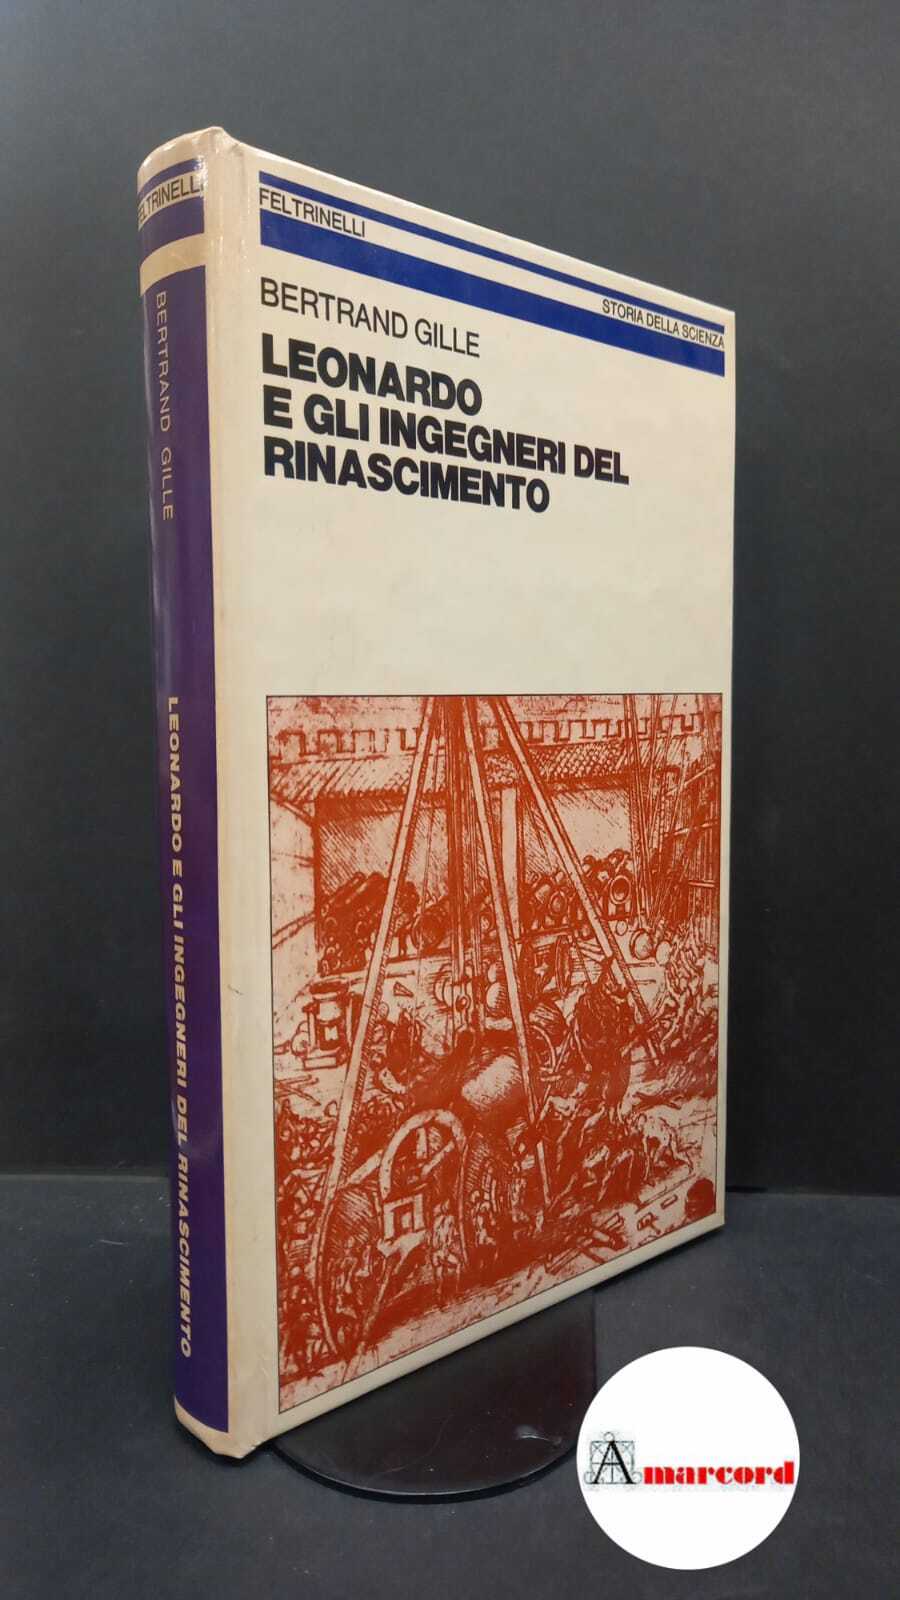 FELTRINELLI
BERTRAND GILLE
LEONARDO E GLI INGEGNERI DEL RINASCIMENTO
FELTRINELLI
STORIA DELLA SCIENZA
BERTRAND GILLE
LEONARDO
E GLI INGEGNERI DEL
RINASCIMENTO
Amarcord